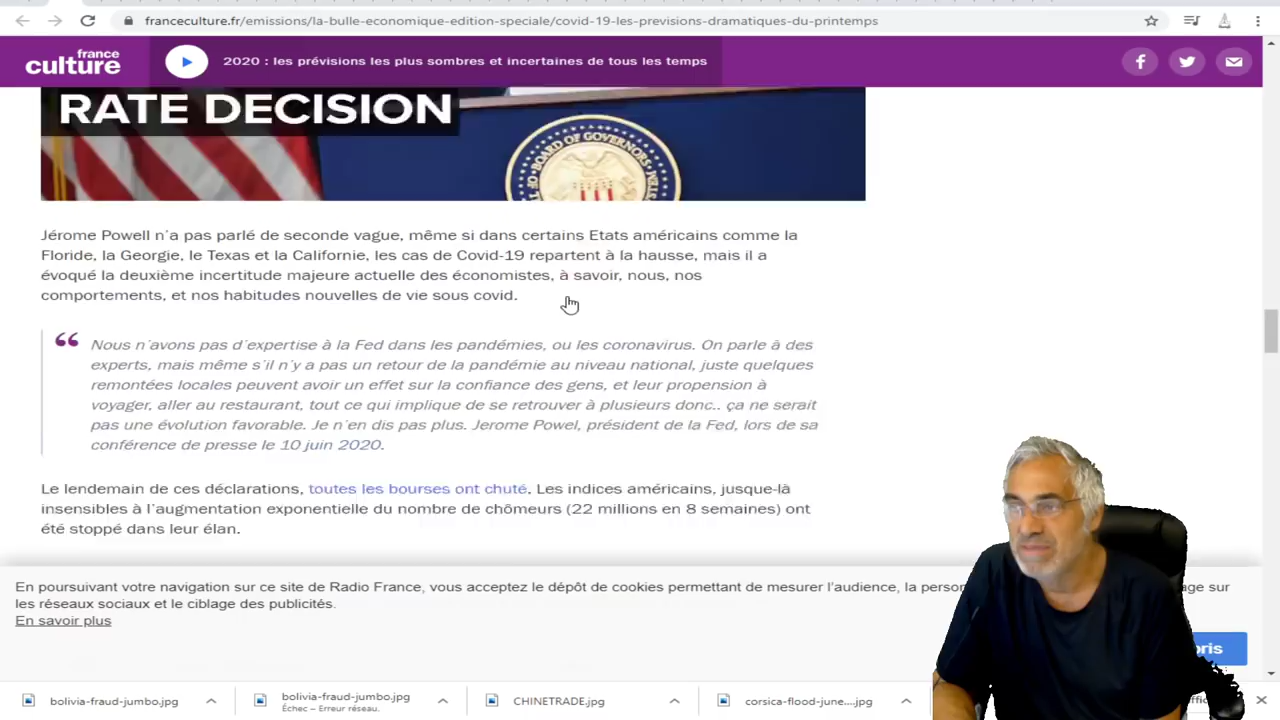 franceculture.fr/emissions/la-bulle-economique-edition-speciale/covid-19-les-previsions-dramatiques-du-printemps
france
culture
2020 : les prévisions les plus sombres et incertaines de tous les temps
RATE DECISION
BOARD OF GOVERNORS
Jérome Powell n'a pas parlé de seconde vague, même si dans certains Etats américains comme la
Floride, la Georgie, le Texas et la Californie, les cas de Covid-19 repartent à la hausse, mais il a
évoqué la deuxième incertitude majeure actuelle des économistes, à savoir, nous, nos
comportements, et nos habitudes nouvelles de vie sous covid.
Nous n'avons pas d'expertise à la Fed dans les pandémies, ou les coronavirus. On parle à des
experts, mais même s'il n'y a pas un retour de la pandémie au niveau national, juste quelques
remontées locales peuvent avoir un effet sur la confiance des gens, et leur propension à
voyager, aller au restaurant, tout ce qui implique de se retrouver à plusieurs donc.. ça ne serait
pas une évolution favorable. Je n'en dis pas plus. Jerome Powel, président de la Fed, lors de sa
conférence de presse le 10 juin 2020.
Le lendemain de ces déclarations, toutes les bourses ont chuté. Les indices américains, jusque-là
insensibles à l'augmentation exponentielle du nombre de chômeurs (22 millions en 8 semaines) ont
été stoppé dans leur élan.
En poursuivant votre navigation sur ce site de Radio France, vous acceptez le dépôt de cookies permettant de mesurer l'audience, la sur
les réseaux sociaux et le ciblage des publicités.
En savoir plus
bolivia-fraud-jumbo.jpg
bolivia-fraud-jumbo.jpg
Échec – Erreur réseau.
CHINETRADE.jpg
corsica-flood-june....jpg